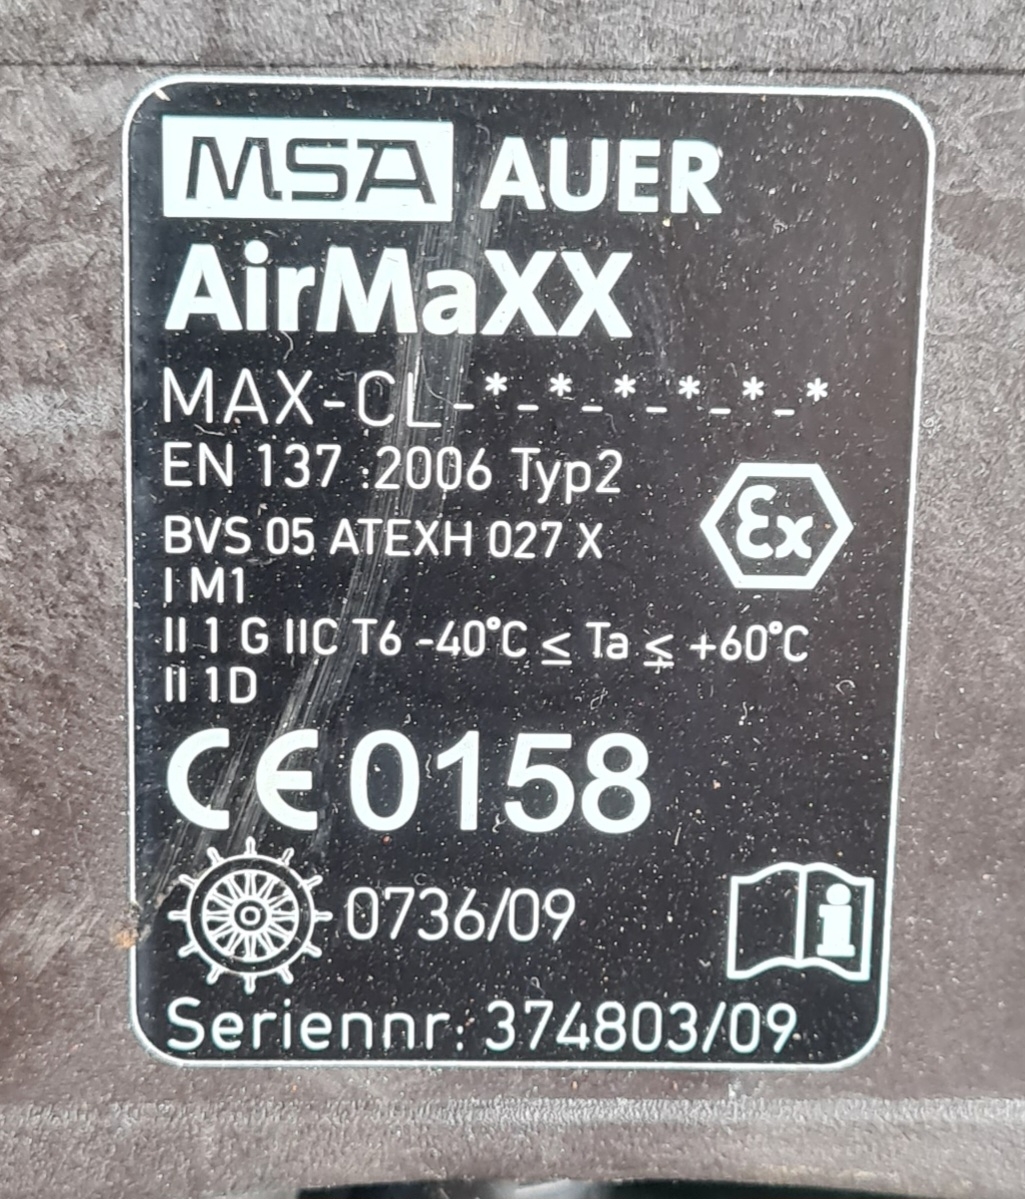 MSA AUER
AirMaXX
MAX-CL-*-*-*-*-*-*
EN 137 :2006 Typ2
Ex
BVS 05 ATEXH 027 X
I M1
II 1 G IIC T6 -40°C ≤ Ta ≤ +60°C
II 1D
CE 0158
0736/09
i
Seriennr: 374803/09